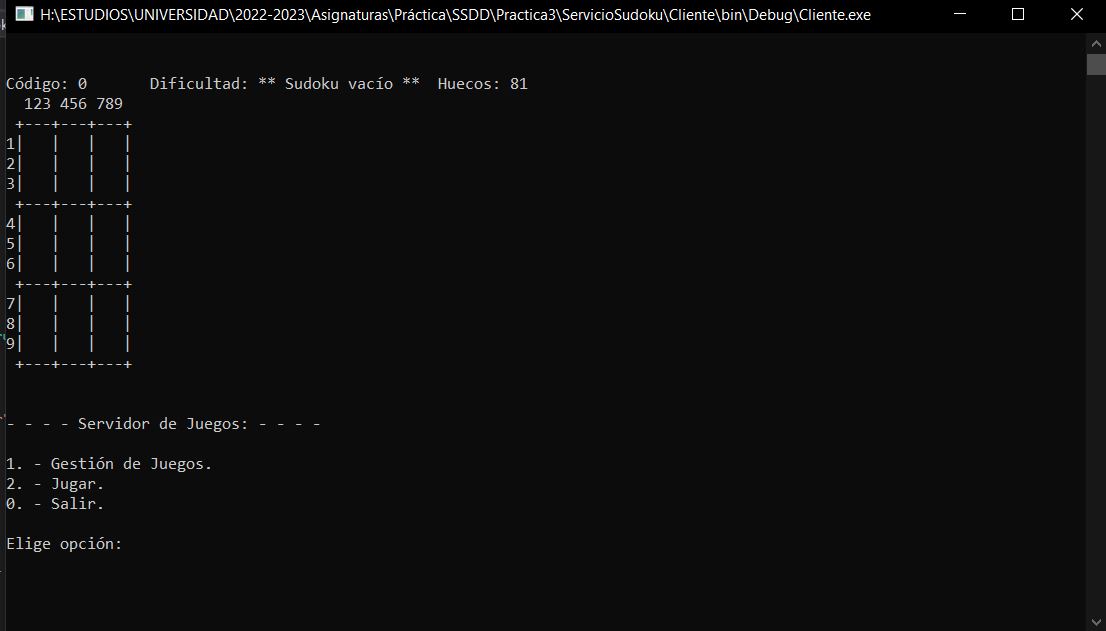 H:\ESTUDIOS\UNIVERSIDAD\2022-2023\Asignaturas\Práctica\SSDD\Practica3\ServicioSudoku\Cliente\bin\Debug\Cliente.exe
Código: 0       Dificultad: ** Sudoku vacío **  Huecos: 81
  123 456 789
 +---+---+---+
1|   |   |   |
2|   |   |   |
3|   |   |   |
 +---+---+---+
4|   |   |   |
5|   |   |   |
6|   |   |   |
 +---+---+---+
7|   |   |   |
8|   |   |   |
9|   |   |   |
 +---+---+---+
- - - - Servidor de Juegos: - - - -
1. - Gestión de Juegos.
2. - Jugar.
0. - Salir.
Elige opción: